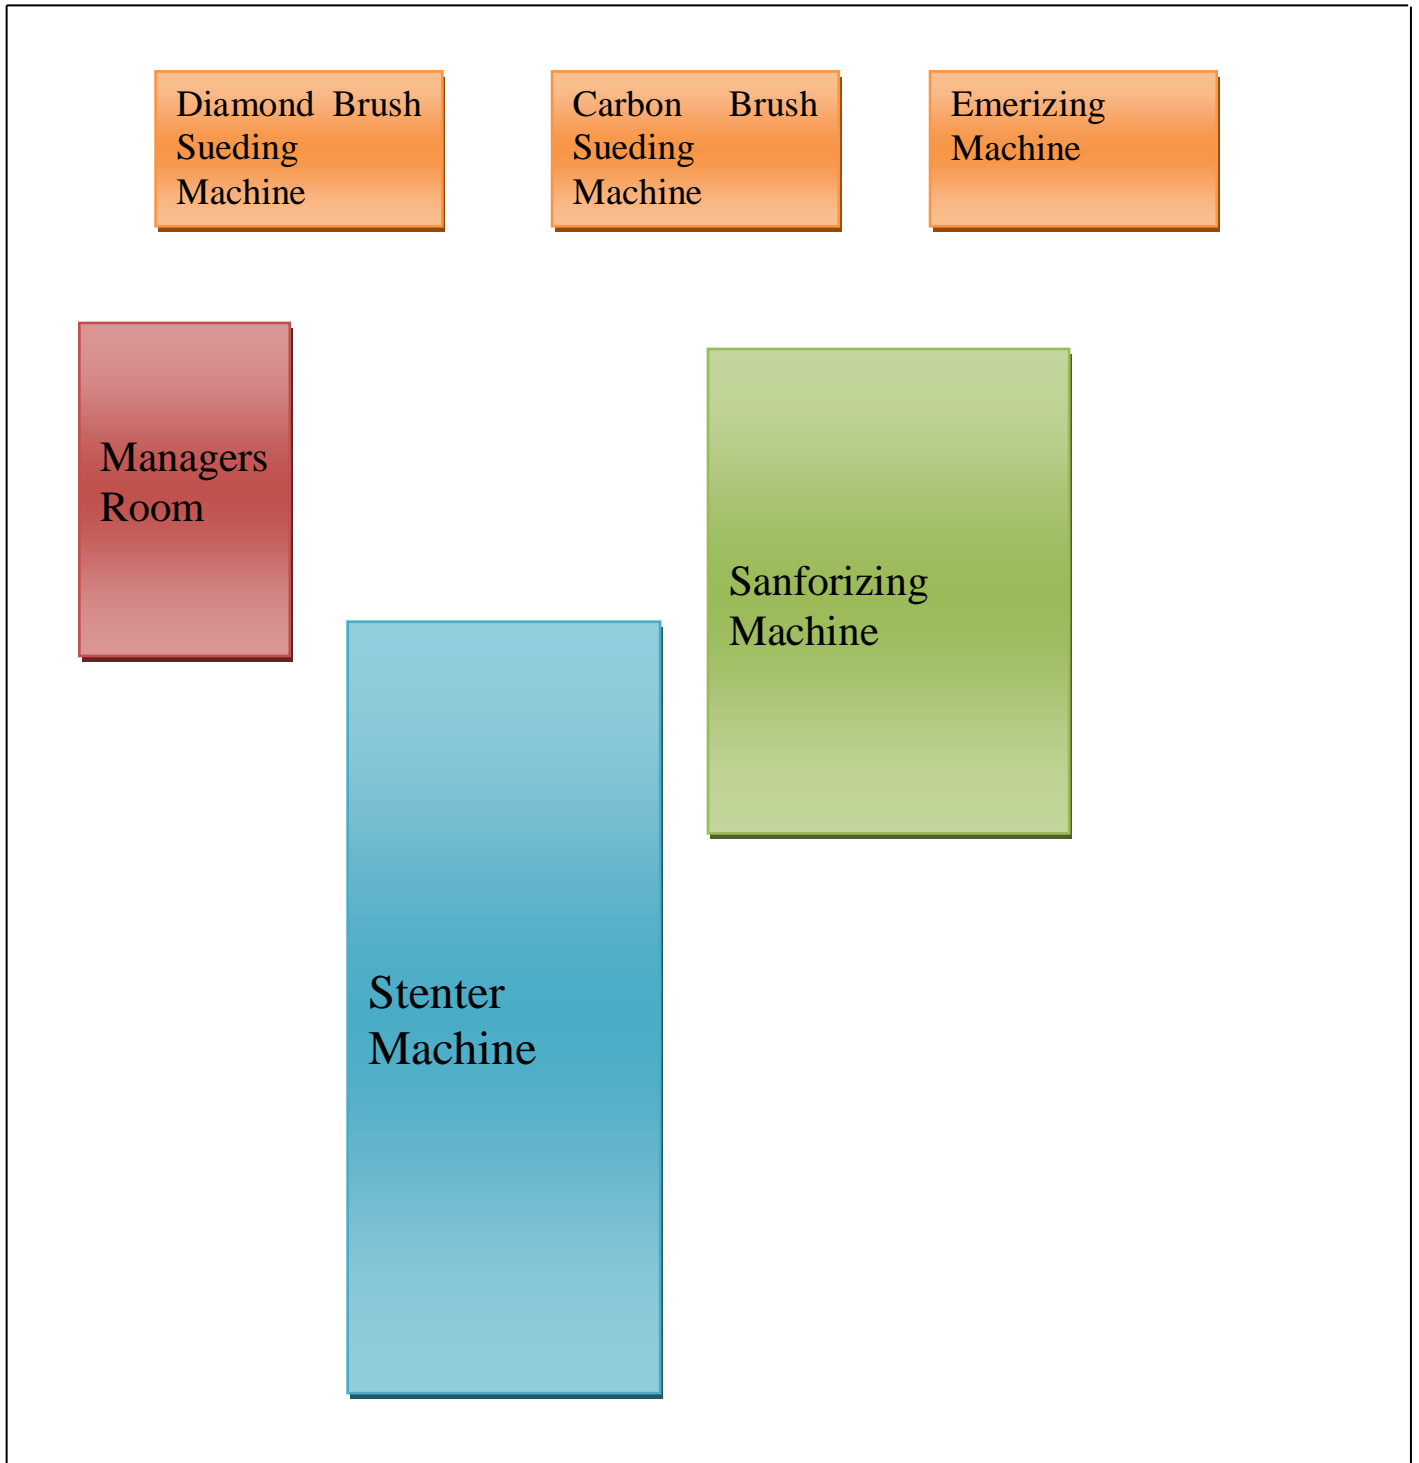 Diamond Brush
Sueding
Machine
Carbon Brush
Sueding
Machine
Emerizing
Machine
Managers
Room
Sanforizing
Machine
Stenter
Machine